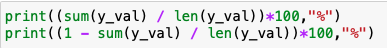 print((sum(y_val) / len(y_val))*100,"%")
print((1 - sum(y_val) / len(y_val))*100,"%")